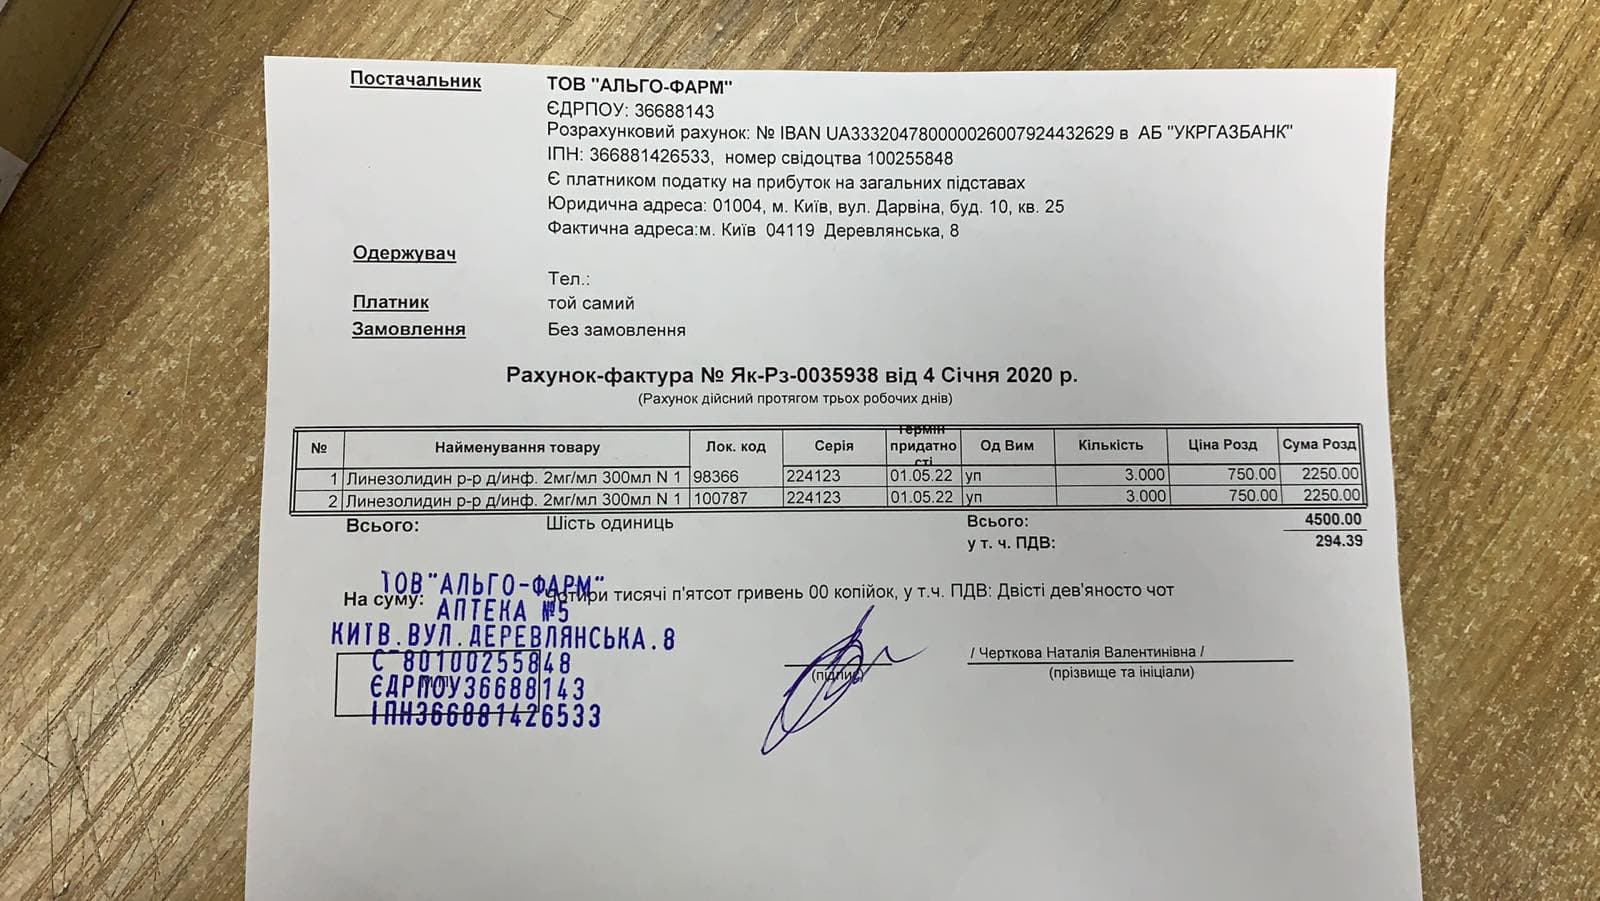 Постачальник ТОВ "АЛЬГО-ФАРМ"
ЄДРПОУ: 36688143
Розрахунковий рахунок: № IBAN UA333204780000026007924432629 в АБ "УКРГАЗБАНК"
ІПН: 366881426533, номер свідоцтва 100255848
Є платником податку на прибуток на загальних підставах
Юридична адреса: 01004, м. Київ, вул. Дарвіна, буд. 10, кв. 25
Фактична адреса:м. Київ 04119 Деревлянська, 8
Одержувач
Тел.:
Платник той самий
Замовлення Без замовлення
Рахунок-фактура № Як-Рз-0035938 від 4 Січня 2020 р.
(Рахунок дійсний протягом трьох робочих днів)
№ Найменування товару Лок. код Серія Термін придатно сті Од Вим Кількість Ціна Розд Сума Розд
1 Линезолидин р-р д/инф. 2мг/мл 300мл N 1 98366 224123 01.05.22 уп 3.000 750.00 2250.00
2 Линезолидин р-р д/инф. 2мг/мл 300мл N 1 100787 224123 01.05.22 уп 3.000 750.00 2250.00
Всього: Шість одиниць Всього: 4500.00
у т. ч. ПДВ: 294.39
На суму: Чотири тисячі п'ятсот гривень 00 копійок, у т.ч. ПДВ: Двісті дев'яносто чот
ТОВ"АЛЬГО-ФАРМ"
АПТЕКА №5
КИЇВ.ВУЛ.ДЕРЕВЛЯНСЬКА.8
С 80100255848
ЄДРПОУ36688143
ІПН366881426533
М.П.
(підпис)
/ Черткова Наталія Валентинівна /
(прізвище та ініціали)